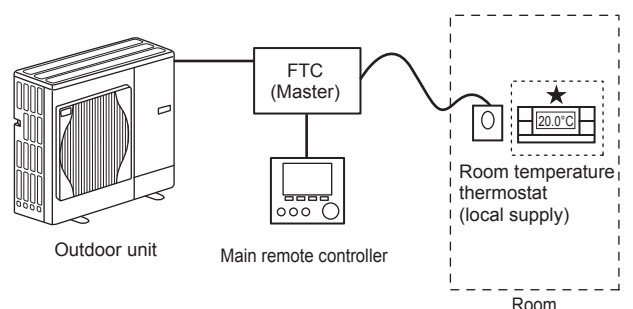 FTC
(Master)
20.0°C
Room temperature
thermostat
(local supply)
Outdoor unit
Main remote controller
Room